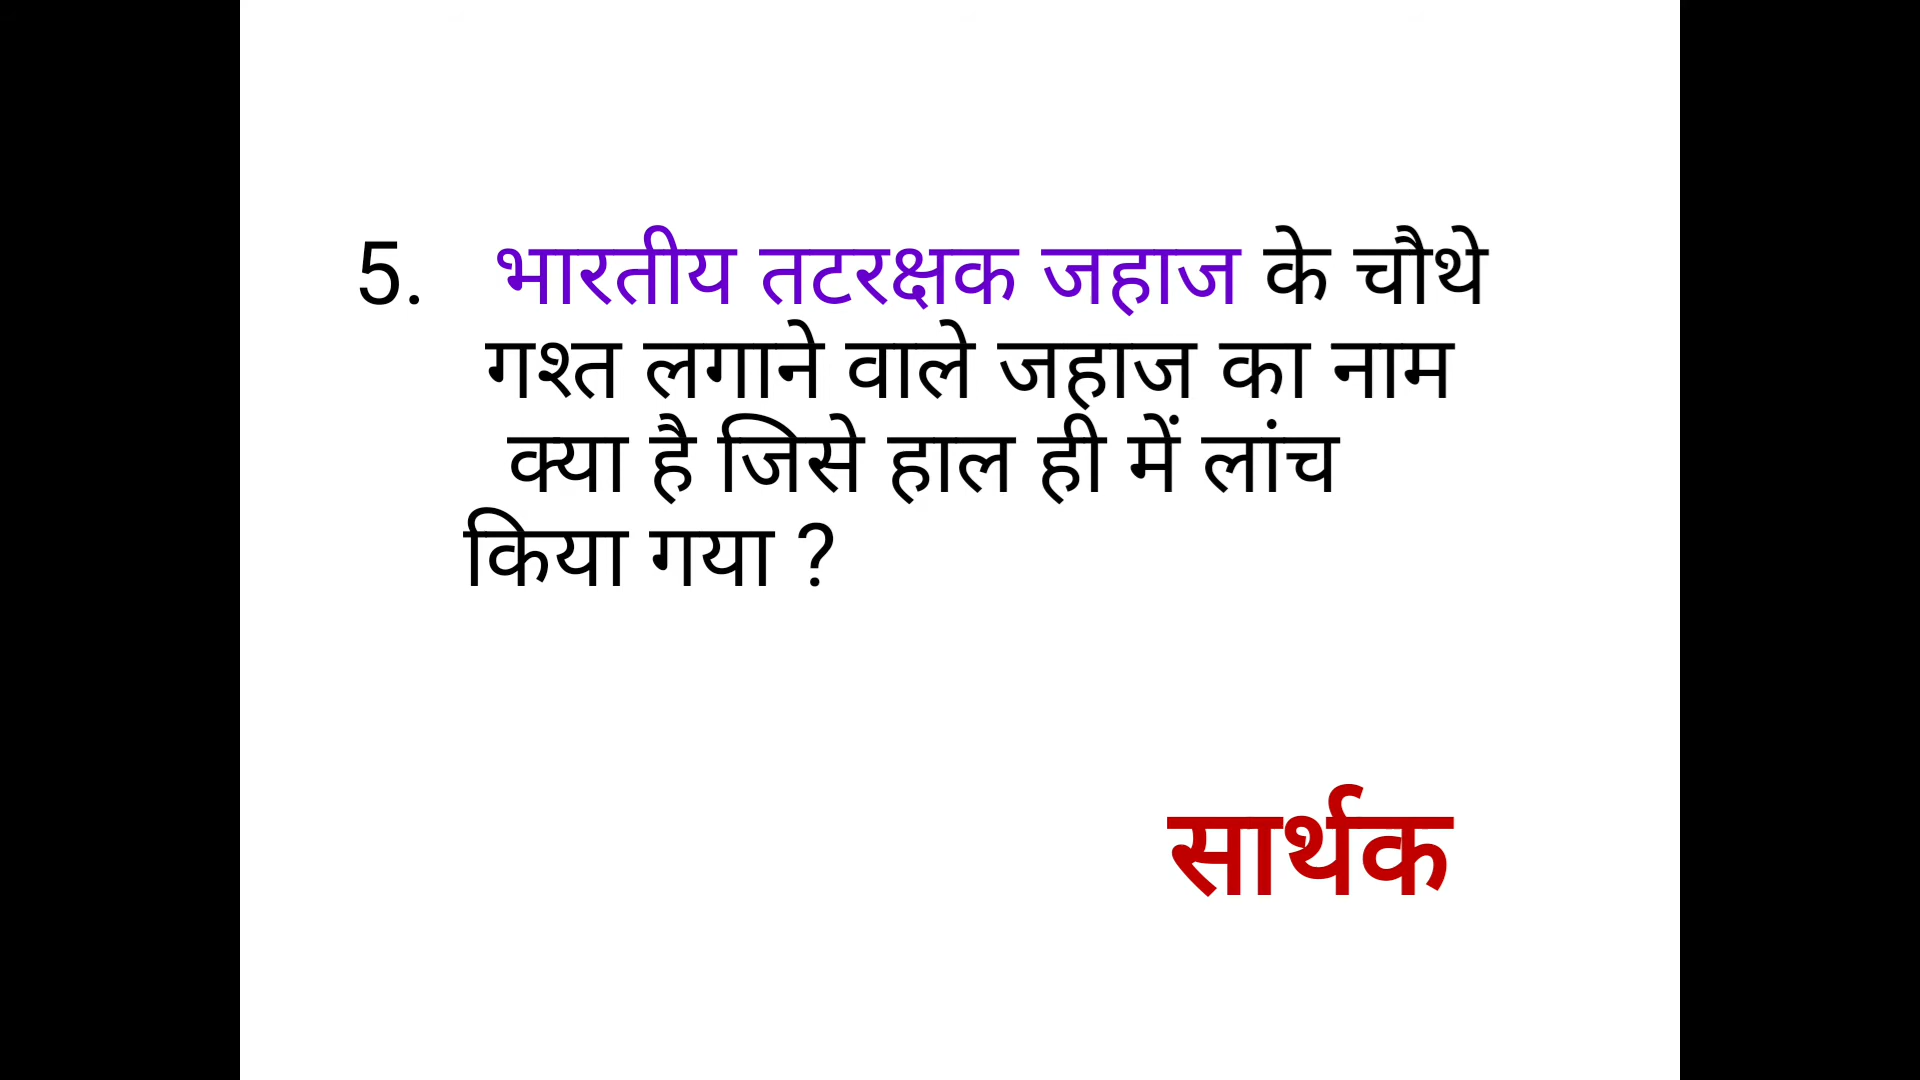 5. भारतीय तटरक्षक जहाज के चौथे
गश्त लगाने वाले जहाज का नाम
क्या है जिसे हाल ही में लांच
किया गया ?
सार्थक